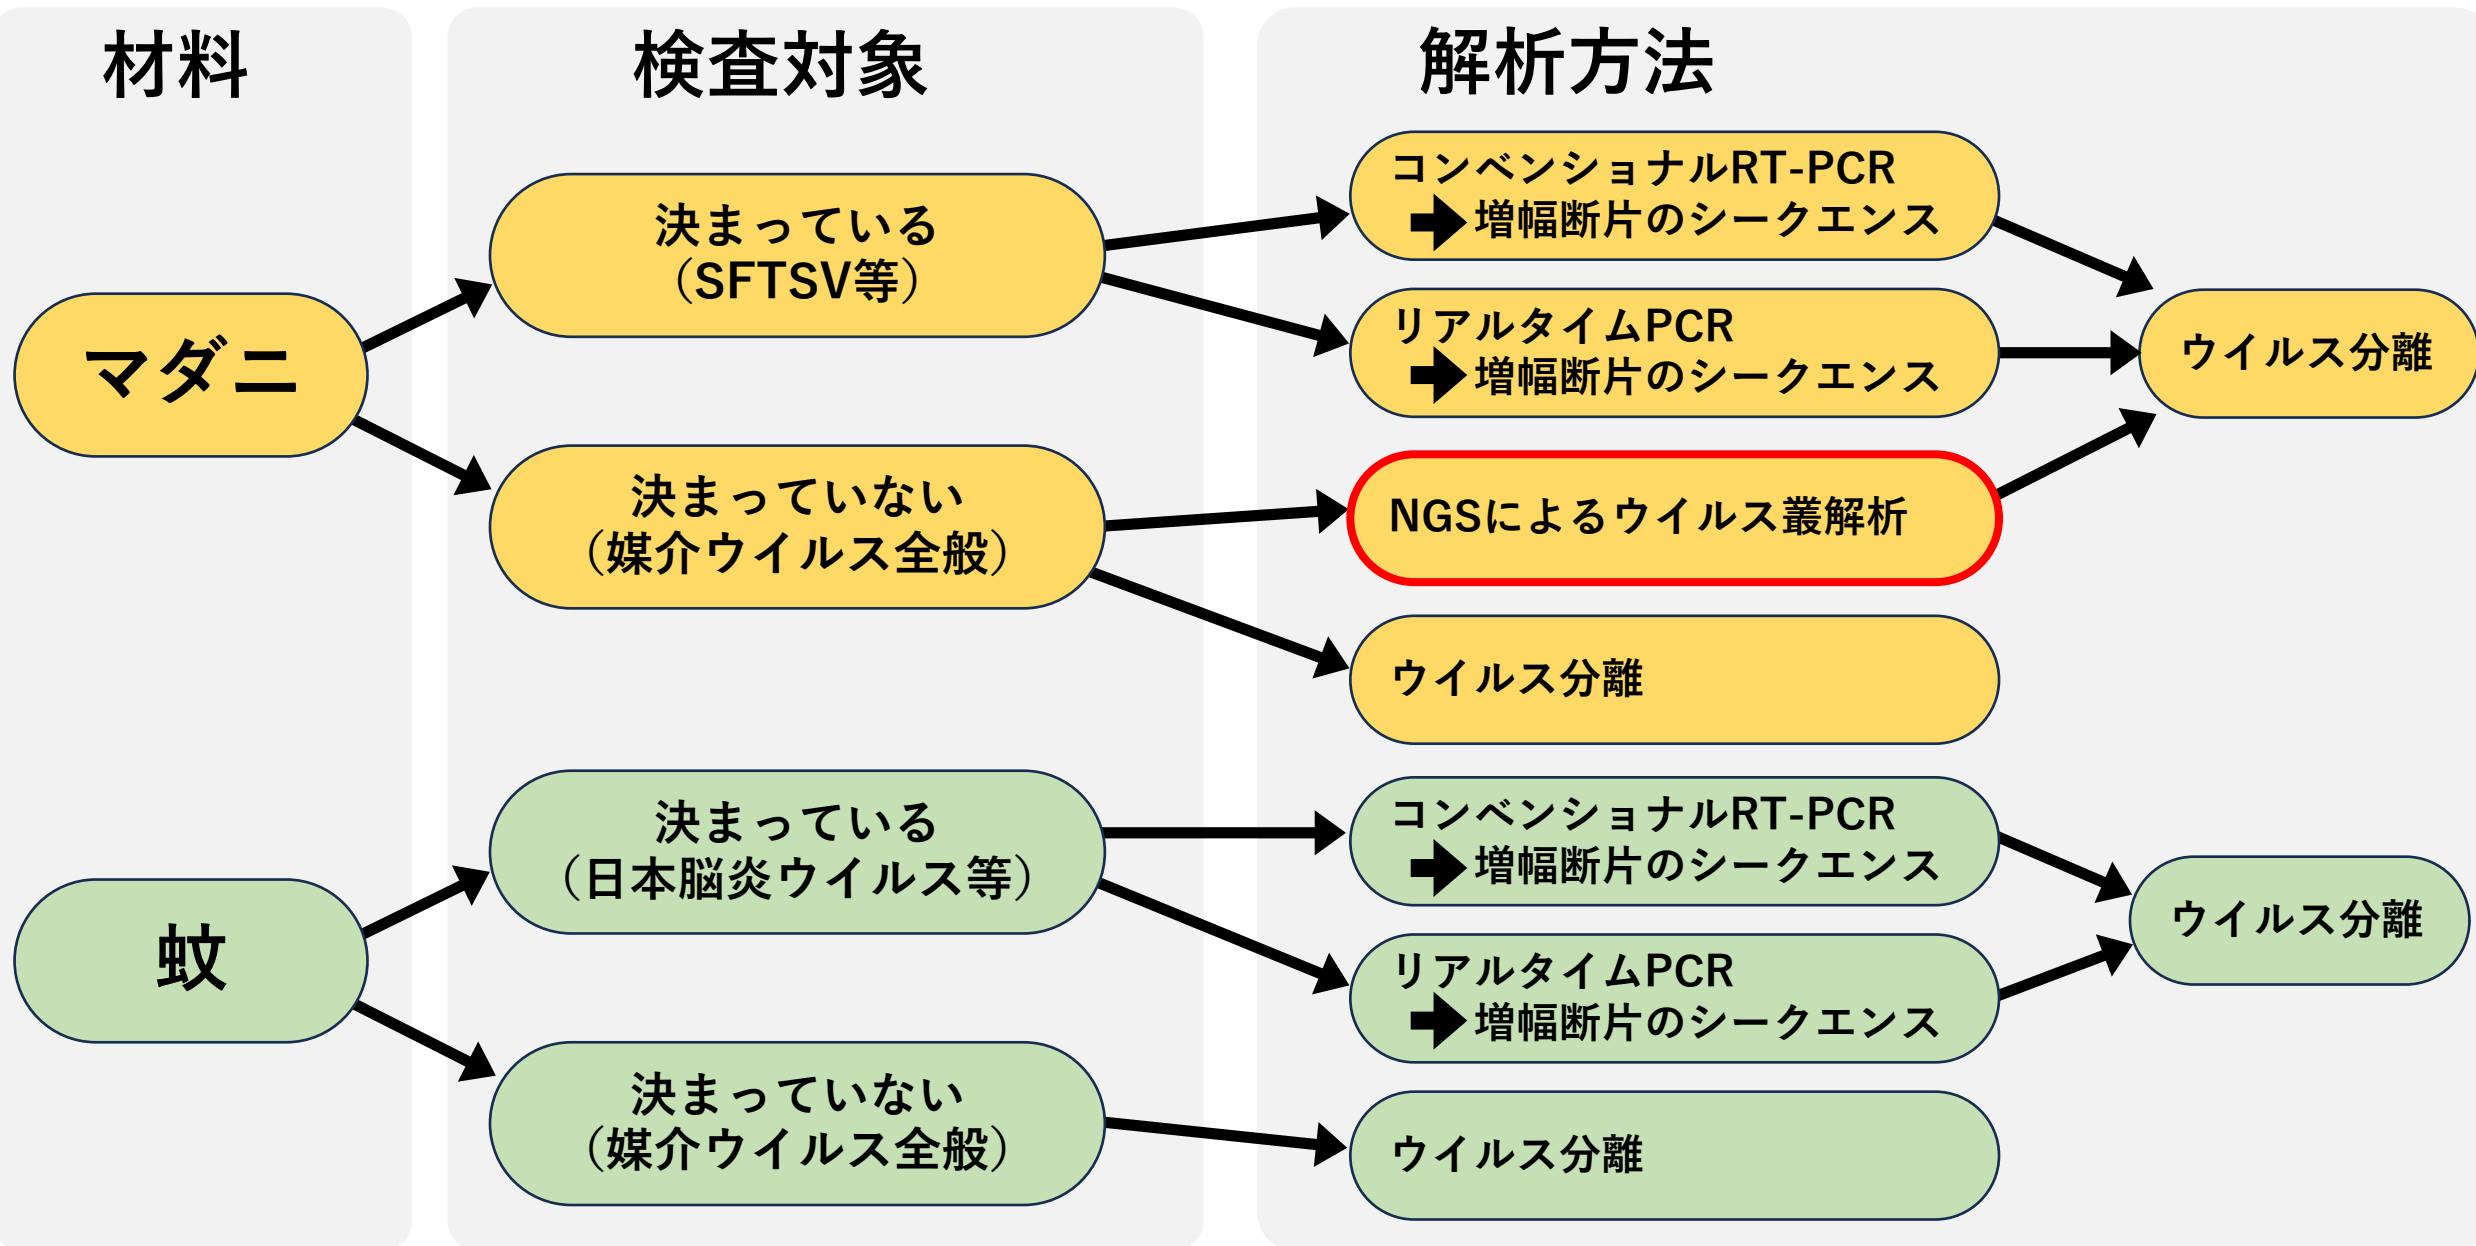 材料
検査対象
解析方法
マダニ
決まっている
（SFTSV等）
決まっていない
（媒介ウイルス全般）
コンベンショナルRT-PCR
増幅断片のシークエンス
リアルタイムPCR
増幅断片のシークエンス
NGSによるウイルス叢解析
ウイルス分離
ウイルス分離
蚊
決まっている
（日本脳炎ウイルス等）
決まっていない
（媒介ウイルス全般）
コンベンショナルRT-PCR
増幅断片のシークエンス
リアルタイムPCR
増幅断片のシークエンス
ウイルス分離
ウイルス分離